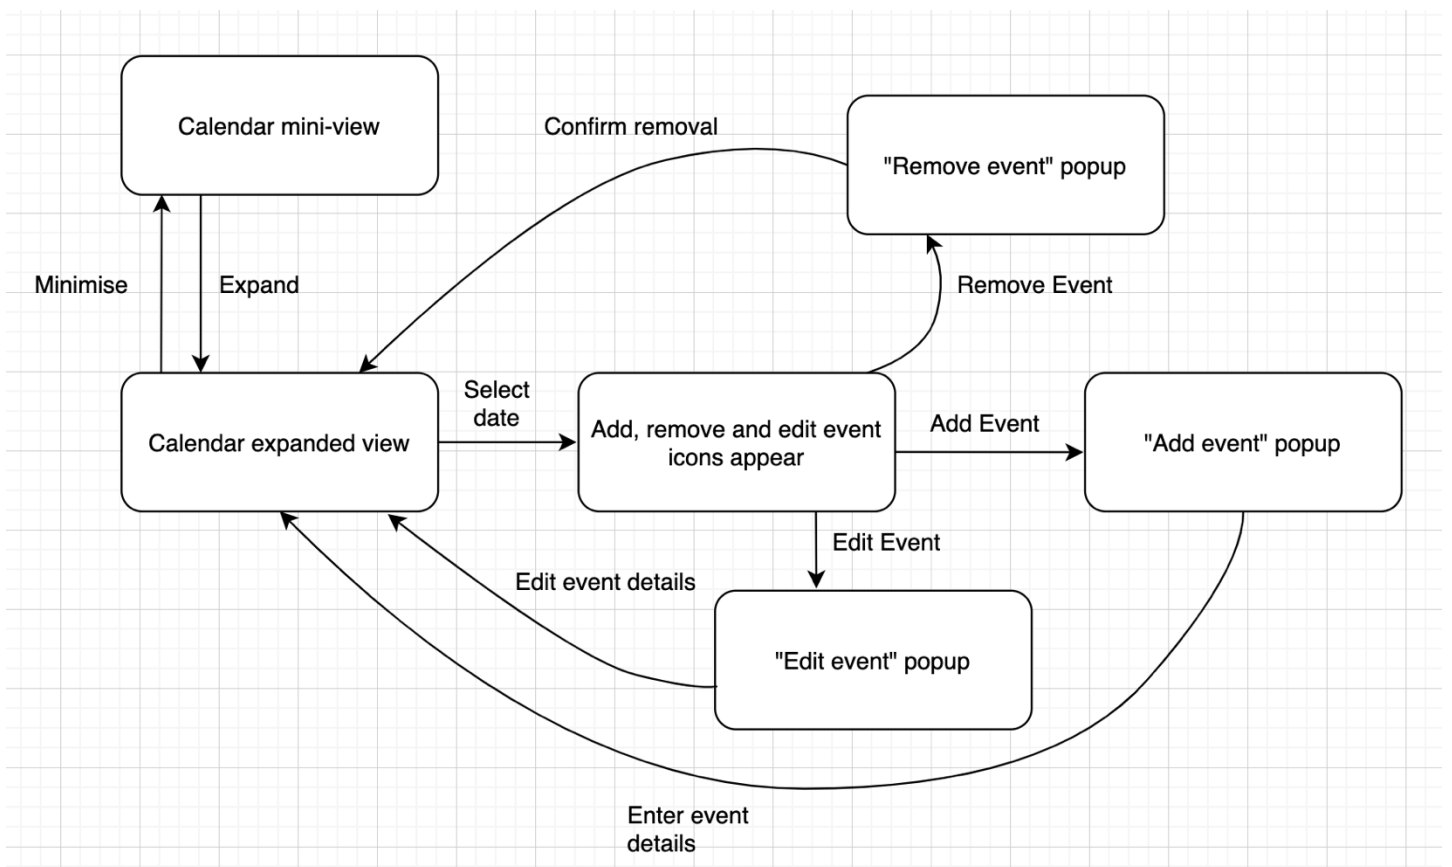 Calendar mini-view
Confirm removal
"Remove event" popup
Minimise
Expand
Remove Event
Select
date
Calendar expanded view
Add, remove and edit event
icons appear
Add Event
"Add event" popup
Edit Event
Edit event details
"Edit event" popup
Enter event
details